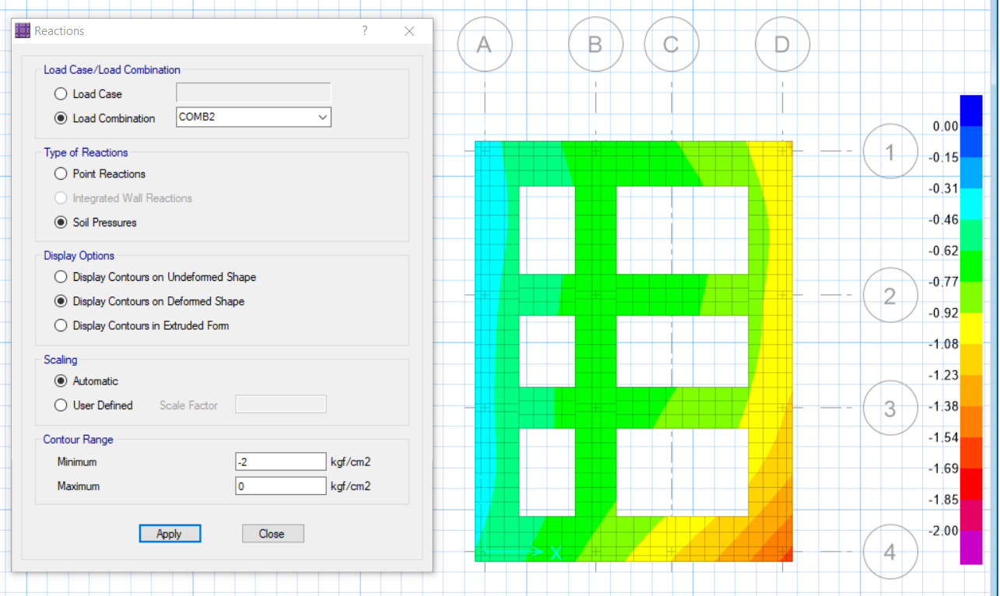 Reactions
?
Load Case/Load Combination
Load Case
Load Combination
COMB2
Type of Reactions
Point Reactions
Integrated Wall Reactions
Soil Pressures
Display Options
Display Contours on Undeformed Shape
Display Contours on Deformed Shape
Display Contours in Extruded Form
Scaling
Automatic
User Defined Scale Factor
Contour Range
Minimum -2 kgf/cm2
Maximum 0 kgf/cm2
Apply Close
A B C D
1
2
3
4
X
0.00
-0.15
-0.31
-0.46
-0.62
-0.77
-0.92
-1.08
-1.23
-1.38
-1.54
-1.69
-1.85
-2.00